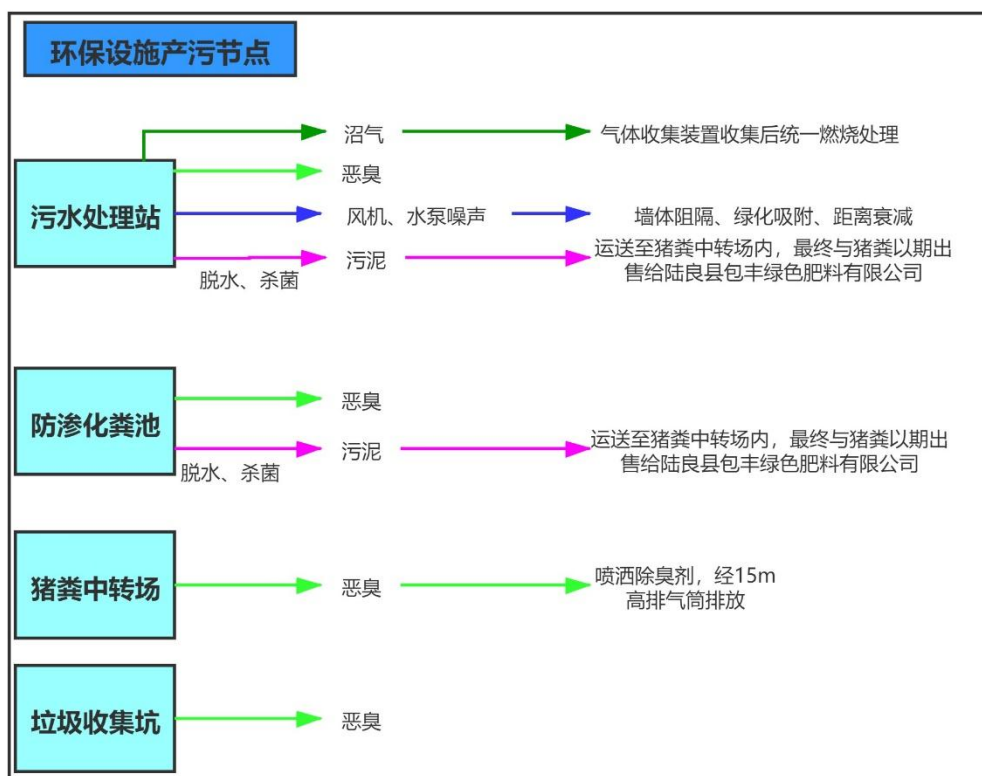 环保设施产污节点
沼气
气体收集装置收集后统一燃烧处理
污水处理站
恶臭
风机、水泵噪声
墙体阻隔、绿化吸附、距离衰减
脱水、杀菌
污泥
运送至猪粪中转场内，最终与猪粪以期出
售给陆良县包丰绿色肥料有限公司
防渗化粪池
恶臭
脱水、杀菌
污泥
运送至猪粪中转场内，最终与猪粪以期出
售给陆良县包丰绿色肥料有限公司
猪粪中转场
恶臭
喷洒除臭剂，经15m
高排气筒排放
垃圾收集坑
恶臭